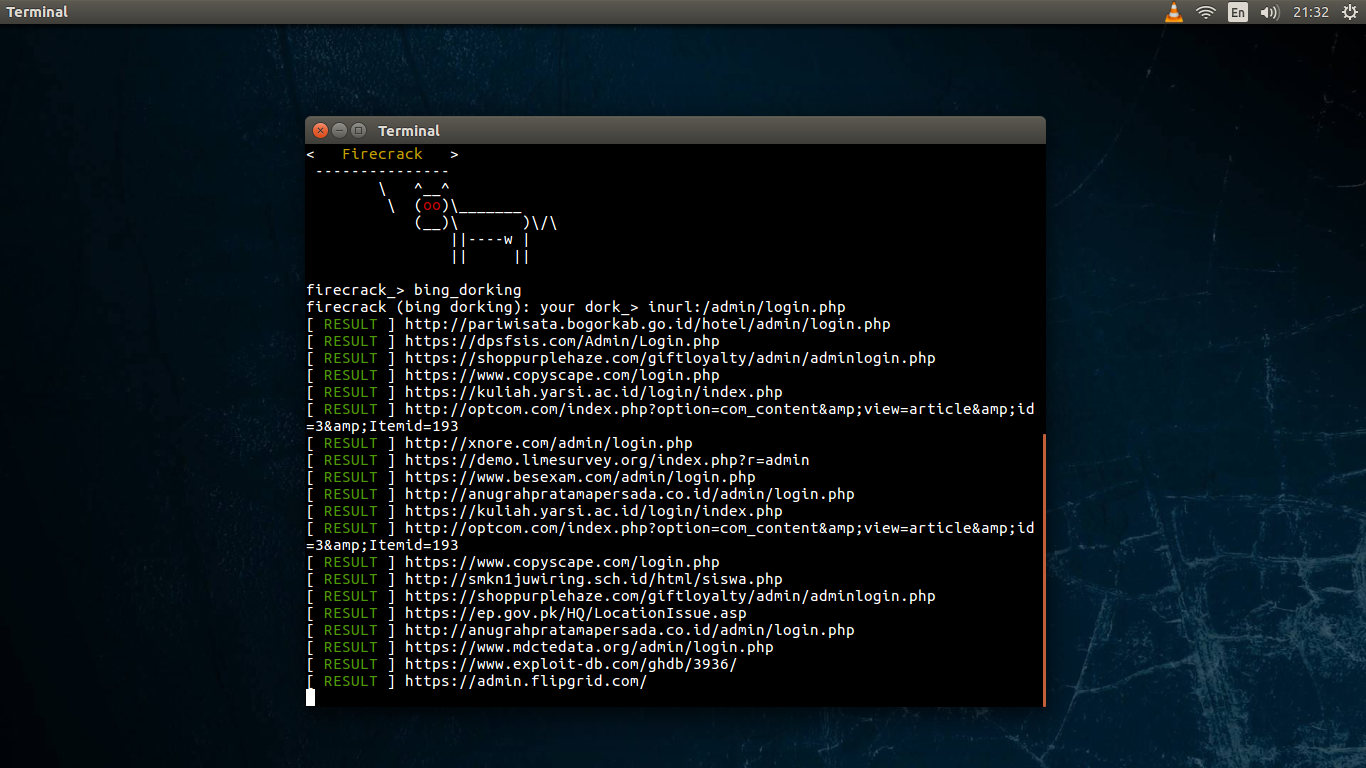 Terminal
En
21:32
Terminal
<   Firecrack   >
 ---------------
        \   ^__^
         \  (oo)\_______
            (__)\       )\/\
                ||----w |
                ||     ||
firecrack_> bing_dorking
firecrack (bing dorking): your dork_> inurl:/admin/login.php
[ RESULT ] http://pariwisata.bogorkab.go.id/hotel/admin/login.php
[ RESULT ] https://dpsfsis.com/Admin/Login.php
[ RESULT ] https://shoppurplehaze.com/giftloyalty/admin/adminlogin.php
[ RESULT ] https://www.copyscape.com/login.php
[ RESULT ] https://kuliah.yarsi.ac.id/login/index.php
[ RESULT ] http://optcom.com/index.php?option=com_content&amp;view=article&amp;id
=3&amp;Itemid=193
[ RESULT ] http://xnore.com/admin/login.php
[ RESULT ] https://demo.limesurvey.org/index.php?r=admin
[ RESULT ] https://www.besexam.com/admin/login.php
[ RESULT ] http://anugrahpratamapersada.co.id/admin/login.php
[ RESULT ] https://kuliah.yarsi.ac.id/login/index.php
[ RESULT ] http://optcom.com/index.php?option=com_content&amp;view=article&amp;id
=3&amp;Itemid=193
[ RESULT ] https://www.copyscape.com/login.php
[ RESULT ] http://smkn1juwiring.sch.id/html/siswa.php
[ RESULT ] https://shoppurplehaze.com/giftloyalty/admin/adminlogin.php
[ RESULT ] https://ep.gov.pk/HQ/LocationIssue.asp
[ RESULT ] http://anugrahpratamapersada.co.id/admin/login.php
[ RESULT ] https://www.mdctedata.org/admin/login.php
[ RESULT ] https://www.exploit-db.com/ghdb/3936/
[ RESULT ] https://admin.flipgrid.com/